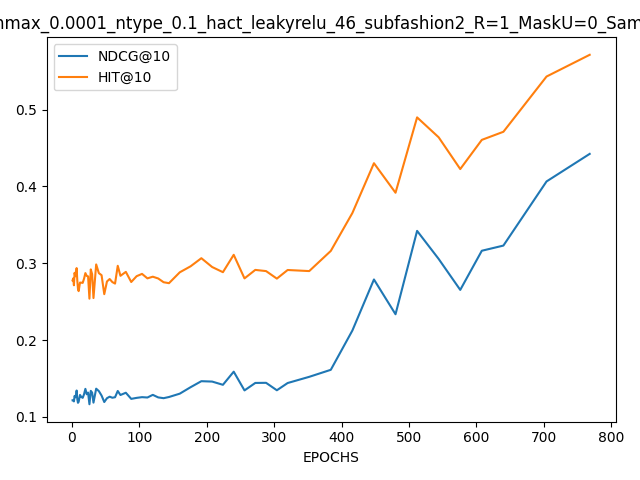 nmax_0.0001_ntype_0.1_hact_leakyrelu_46_subfashion2_R=1_MaskU=0_Sam
NDCG@10
HIT@10
0.5
0.4
0.3
0.2
0.1
0 100 200 300 400 500 600 700 800
EPOCHS